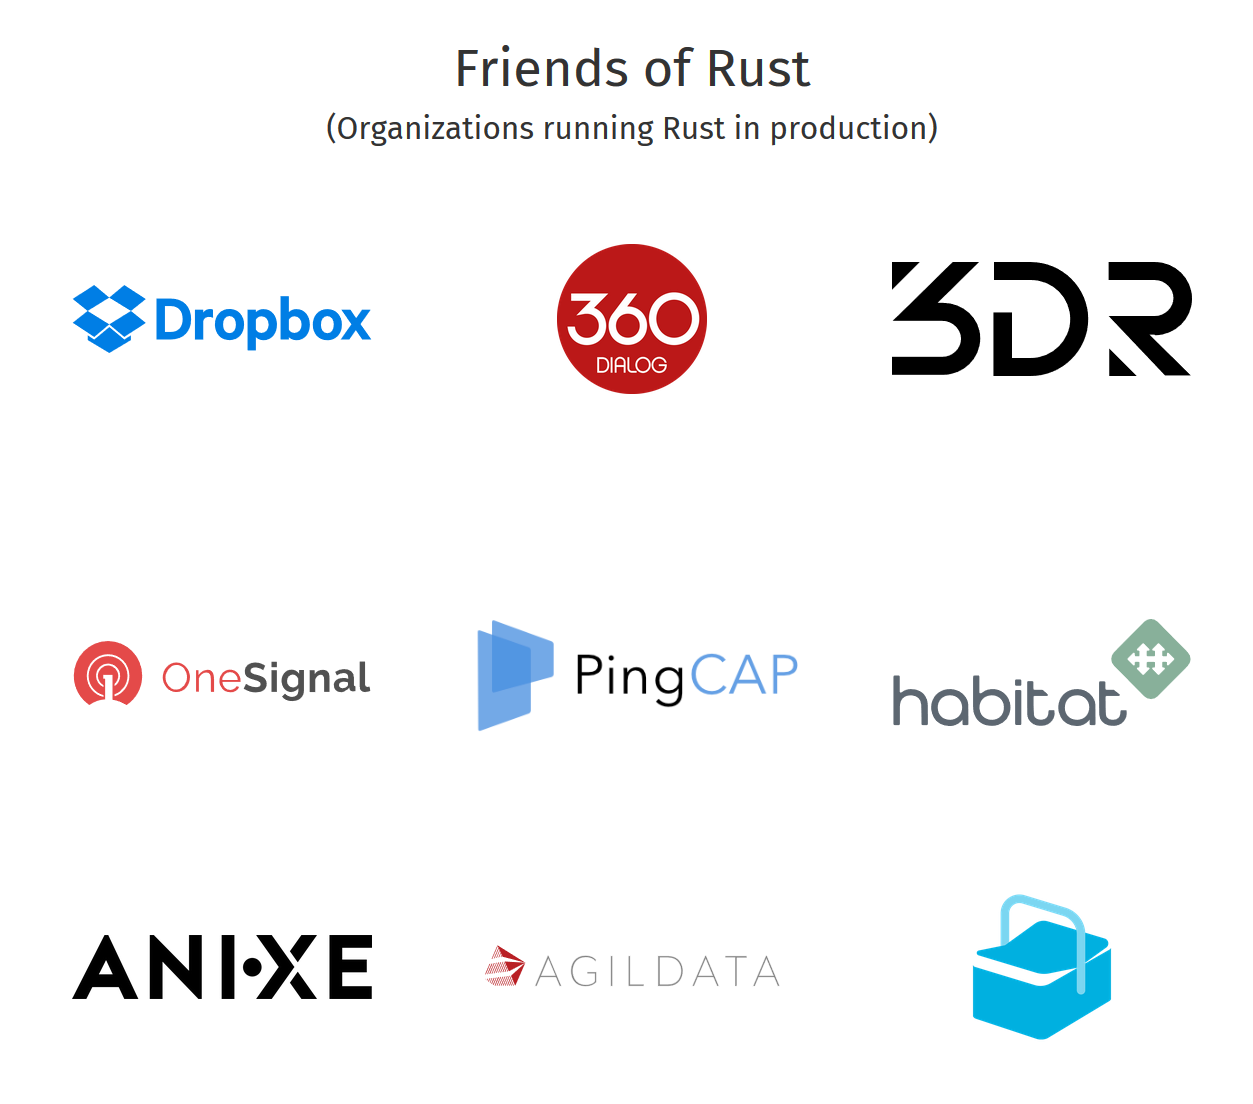 Friends of Rust
(Organizations running Rust in production)
Dropbox
360
DIALOG
3DR
OneSignal
PingCAP
habitat
ANIXE
AGILDATA